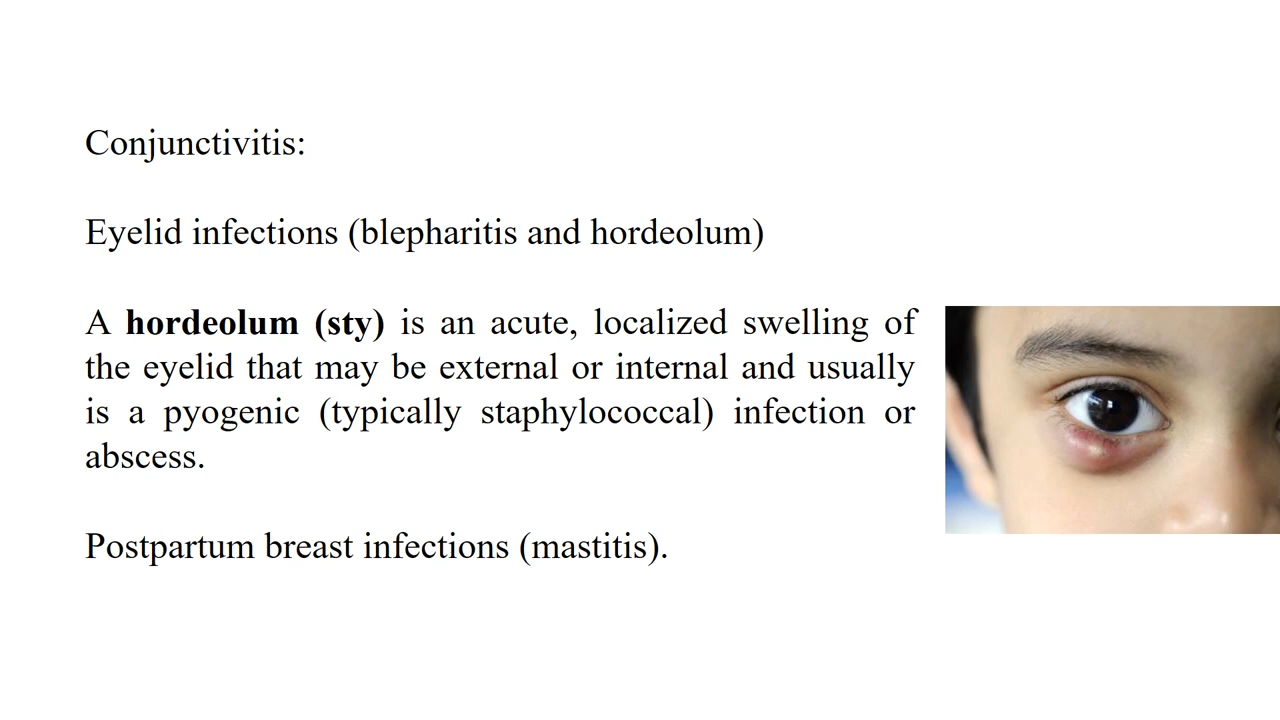 Conjunctivitis:
Eyelid infections (blepharitis and hordeolum)
A hordeolum (sty) is an acute, localized swelling of
the eyelid that may be external or internal and usually
is a pyogenic (typically staphylococcal) infection or
abscess.
Postpartum breast infections (mastitis).